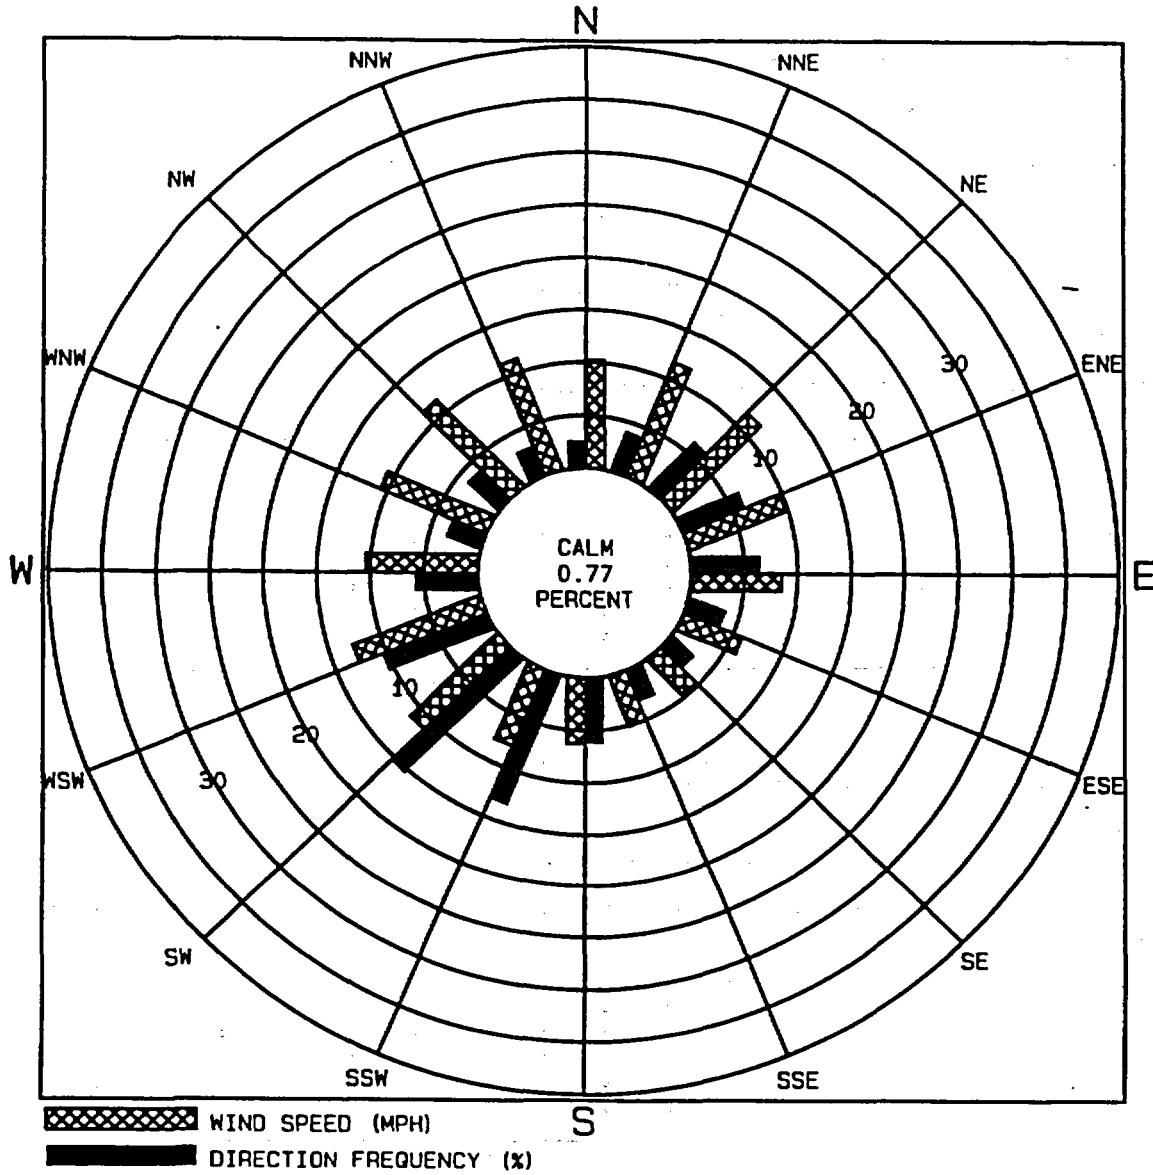 N
NNW
NNE
NW
NE
WNW
ENE
30
20
10
CALM
0.77
PERCENT
W
E
10
20
30
WSW
ESE
SW
SE
SSW
SSE
S
WIND SPEED (MPH)
DIRECTION FREQUENCY (%)